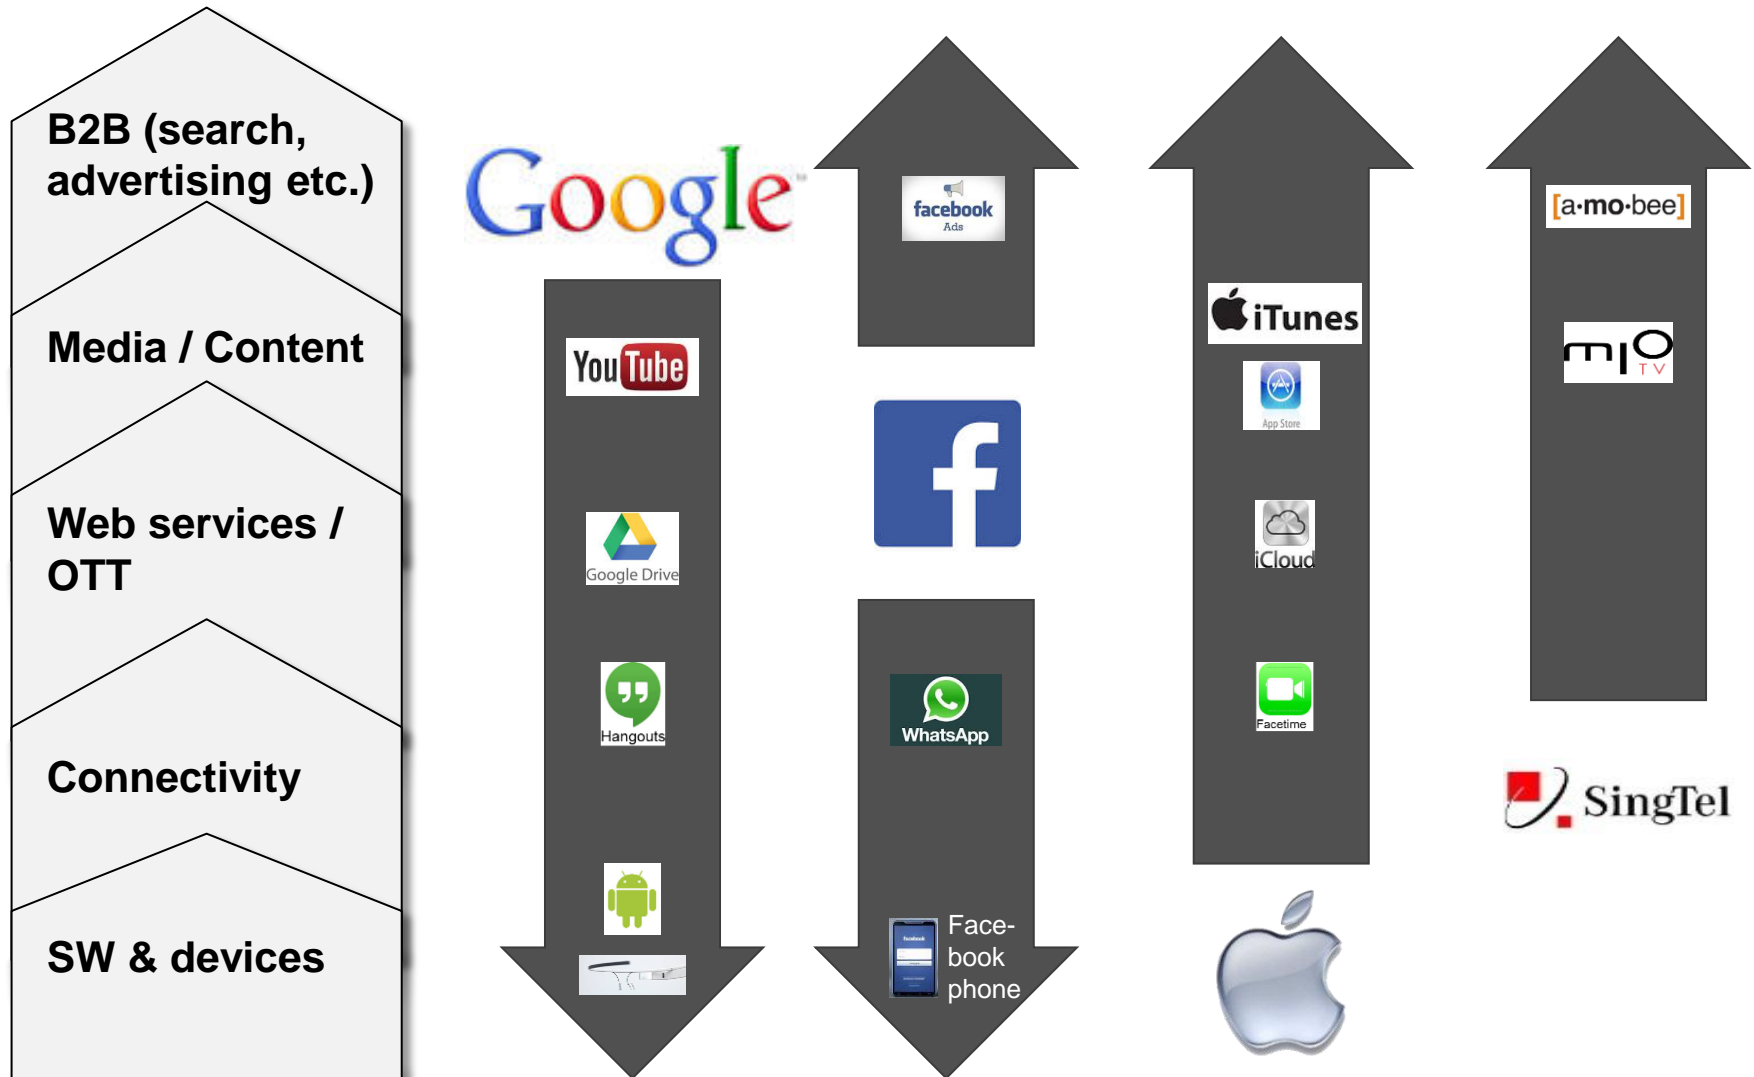 B2B (search,
advertising etc.)
Media / Content
Web services /
OTT
Connectivity
SW & devices
Google
YouTube
Google Drive
Hangouts
facebook
Ads
f
WhatsApp
facebook
Face-
book
phone
iTunes
App Store
iCloud
Facetime
[a·mo·bee]
mio
TV
SingTel